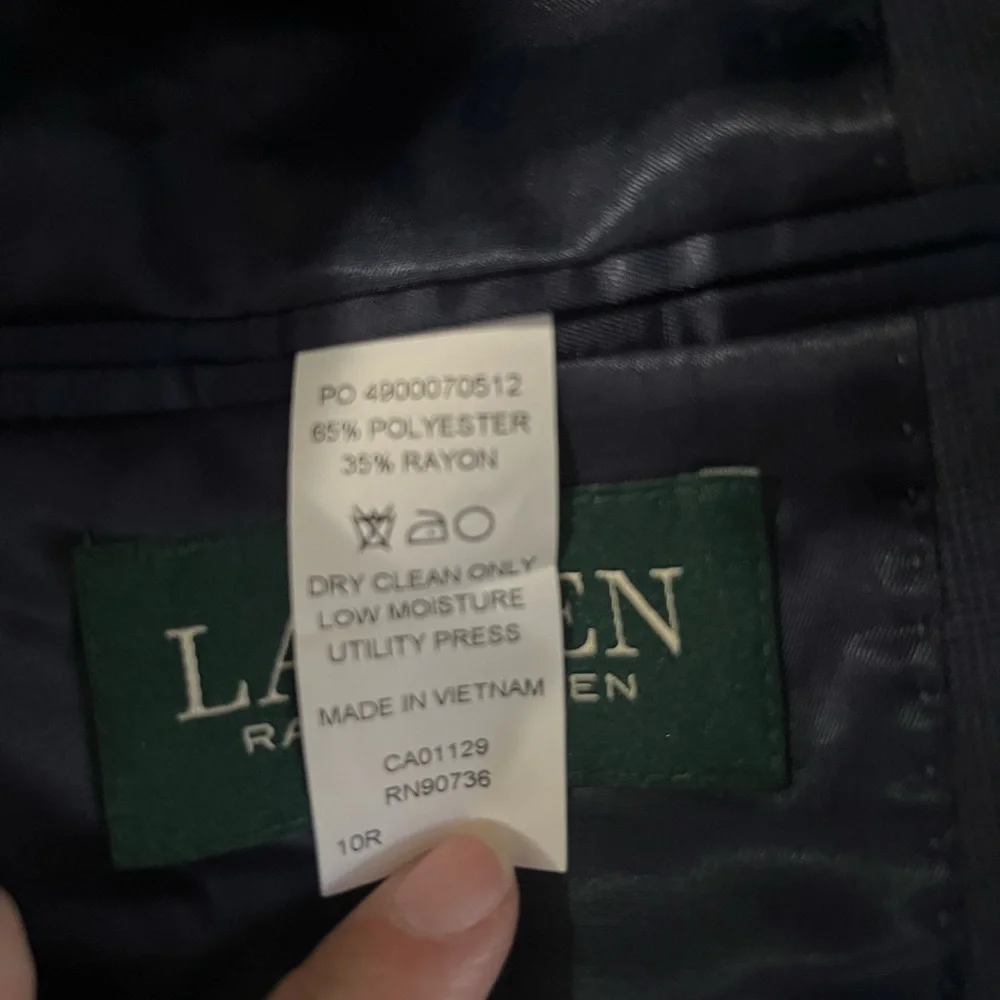 PO 4900070512
65% POLYESTER
35% RAYON
DRY CLEAN ONLY
LOW MOISTURE
UTILITY PRESS
MADE IN VIETNAM
CA01129
RN90736
10R